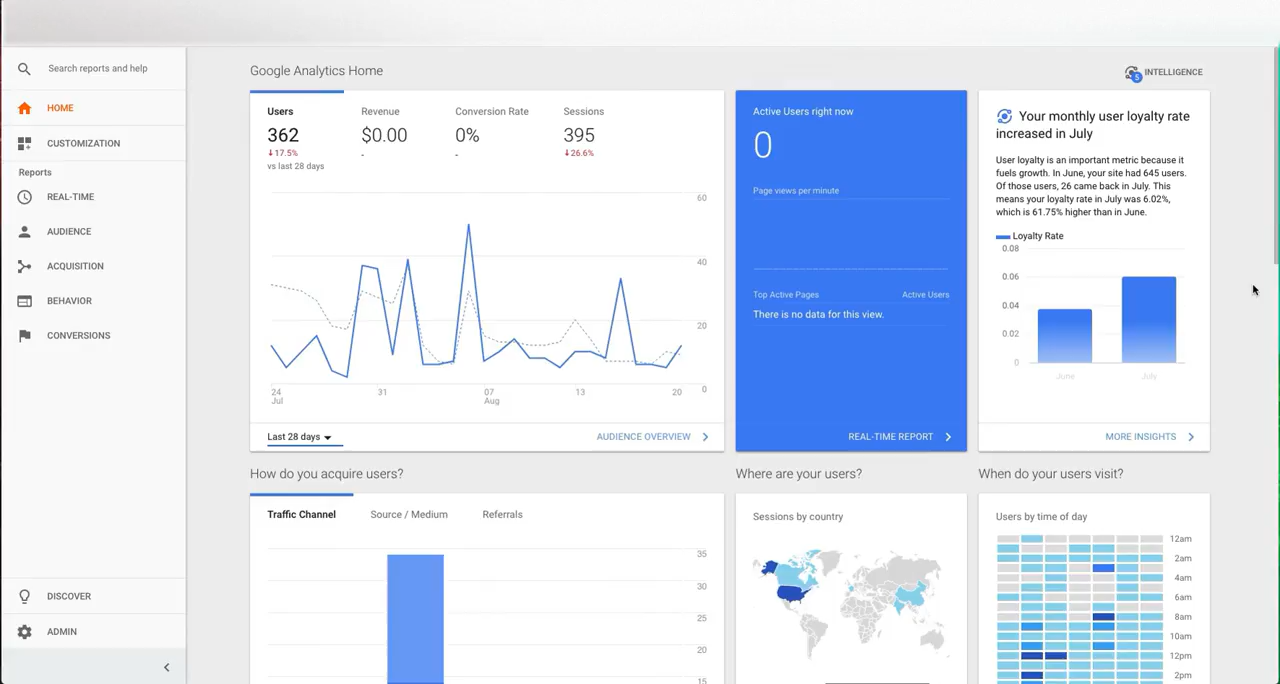 Search reports and help
HOME
CUSTOMIZATION
Reports
REAL-TIME
AUDIENCE
ACQUISITION
BEHAVIOR
CONVERSIONS
DISCOVER
ADMIN
Google Analytics Home
5
INTELLIGENCE
Users
362
↓17.5%
vs last 28 days
Revenue
$0.00
-
Conversion Rate
0%
-
Sessions
395
↓26.6%
60
40
20
0
24
Jul
31
07
Aug
13
20
Last 28 days
AUDIENCE OVERVIEW
Active Users right now
0
Page views per minute
Top Active Pages Active Users
There is no data for this view.
REAL-TIME REPORT
Your monthly user loyalty rate
increased in July
User loyalty is an important metric because it
fuels growth. In June, your site had 645 users.
Of those users, 26 came back in July. This
means your loyalty rate in July was 6.02%,
which is 61.75% higher than in June.
Loyalty Rate
0.08
0.06
0.04
0.02
0
June July
MORE INSIGHTS
How do you acquire users?
Traffic Channel Source / Medium Referrals
35
30
25
20
15
Where are your users?
Sessions by country
When do your users visit?
Users by time of day
12am
2am
4am
6am
8am
10am
12pm
2pm